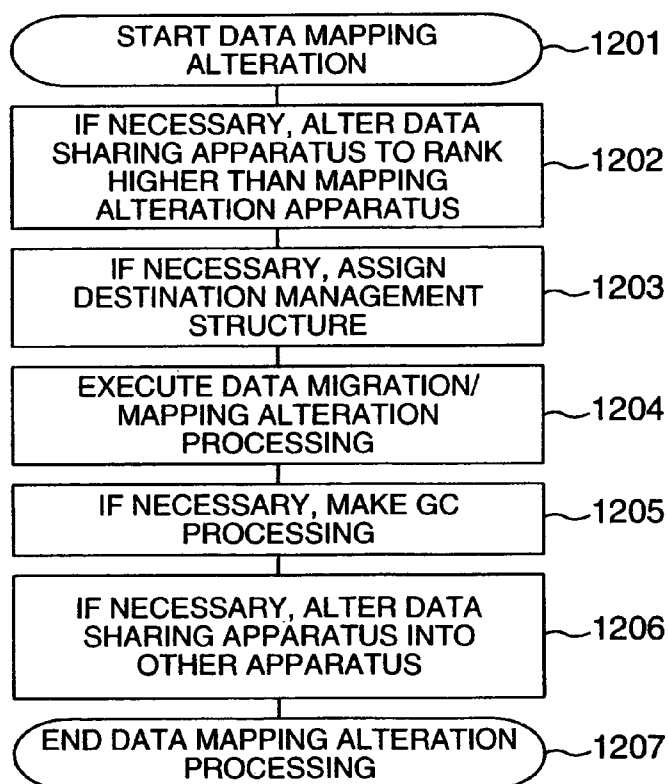 START DATA MAPPING
ALTERATION
1201
IF NECESSARY, ALTER DATA
SHARING APPARATUS TO RANK
HIGHER THAN MAPPING
ALTERATION APPARATUS
1202
IF NECESSARY, ASSIGN
DESTINATION MANAGEMENT
STRUCTURE
1203
EXECUTE DATA MIGRATION/
MAPPING ALTERATION
PROCESSING
1204
IF NECESSARY, MAKE GC
PROCESSING
1205
IF NECESSARY, ALTER DATA
SHARING APPARATUS INTO
OTHER APPARATUS
1206
END DATA MAPPING ALTERATION
PROCESSING
1207